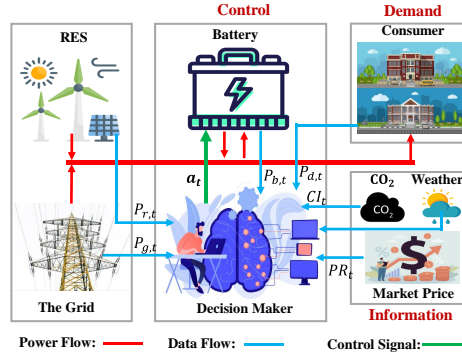 Control
Demand
RES
Battery
Consumer
a_t
P_{b,t}
P_{d,t}
P_{r,t}
P_{g,t}
CI_t
PR_t
CO₂
Weather
CO₂
The Grid
Decision Maker
Market Price
Information
Power Flow:
Data Flow:
Control Signal: